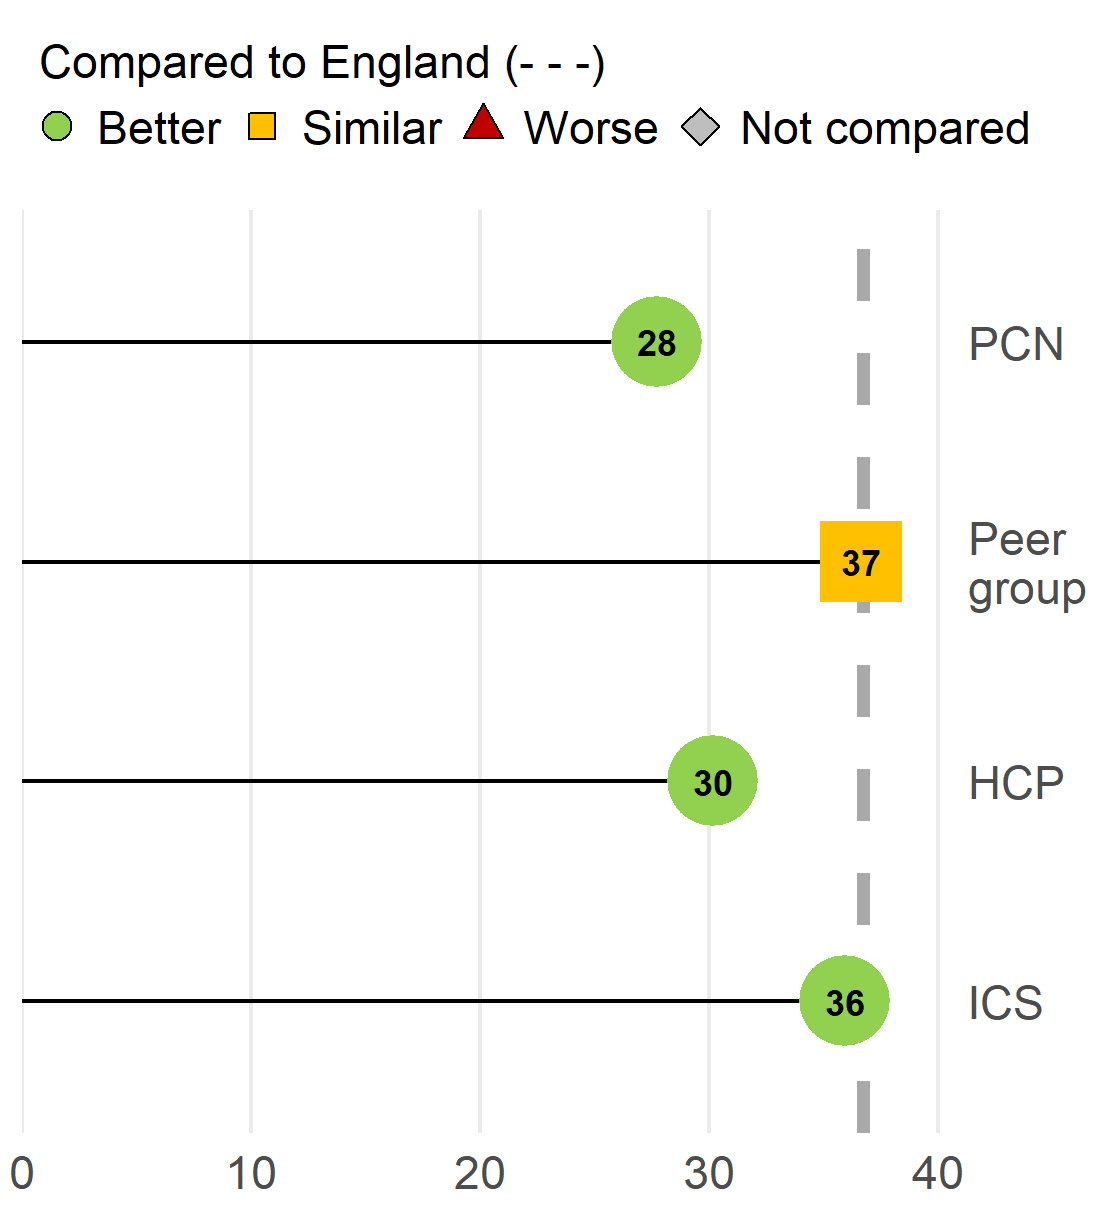 Compared to England (- - -)
Better Similar Worse Not compared
28 PCN
37 Peer
group
30 HCP
36 ICS
0 10 20 30 40